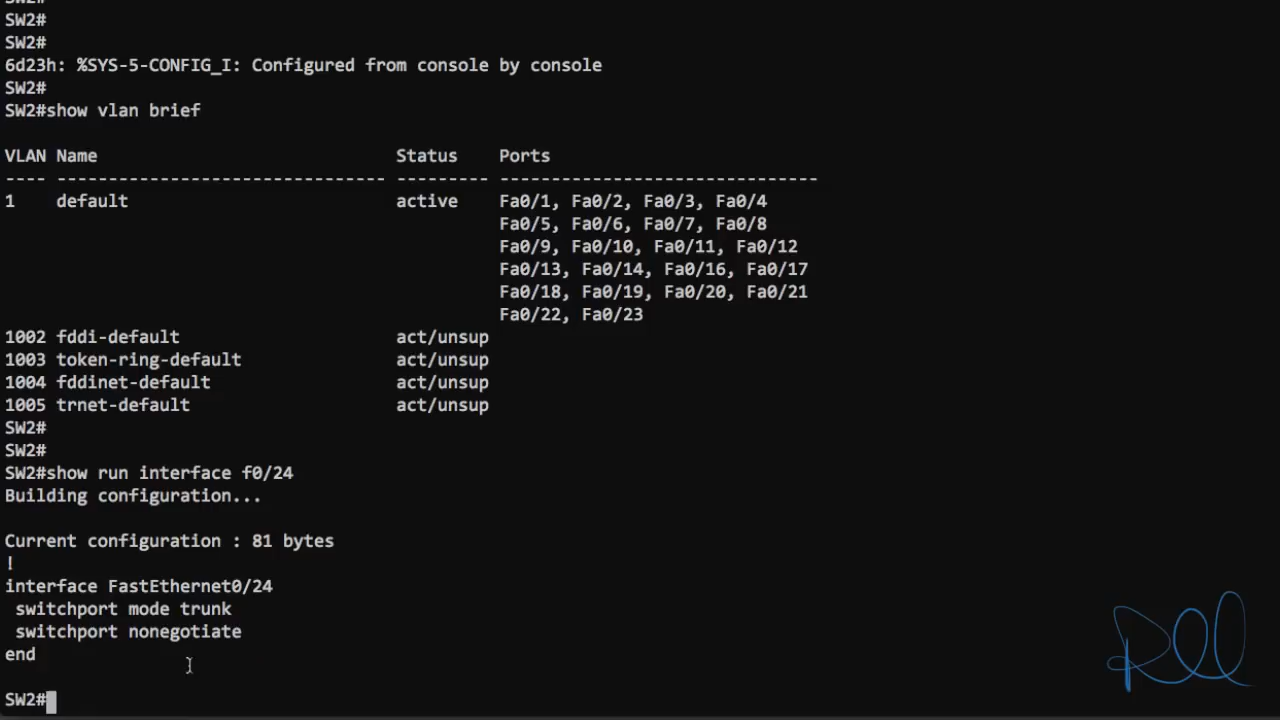 SW2#
SW2#
6d23h: %SYS-5-CONFIG_I: Configured from console by console
SW2#
SW2#show vlan brief
VLAN Name                             Status    Ports
---- -------------------------------- --------- -------------------------------
1    default                          active    Fa0/1, Fa0/2, Fa0/3, Fa0/4
                                                Fa0/5, Fa0/6, Fa0/7, Fa0/8
                                                Fa0/9, Fa0/10, Fa0/11, Fa0/12
                                                Fa0/13, Fa0/14, Fa0/16, Fa0/17
                                                Fa0/18, Fa0/19, Fa0/20, Fa0/21
                                                Fa0/22, Fa0/23
1002 fddi-default                     act/unsup
1003 token-ring-default               act/unsup
1004 fddinet-default                  act/unsup
1005 trnet-default                    act/unsup
SW2#
SW2#
SW2#show run interface f0/24
Building configuration...
Current configuration : 81 bytes
!
interface FastEthernet0/24
 switchport mode trunk
 switchport nonegotiate
end
SW2#